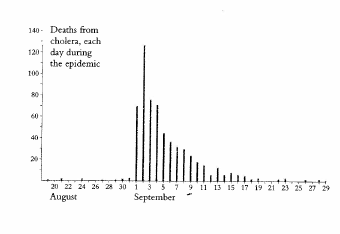 140 Deaths from
cholera, each
120 day during
the epidemic
100
80
60
40
20
20 22 24 26 28 30 1 3 5 7 9 11 13 15 17 19 21 23 25 27 29
August September